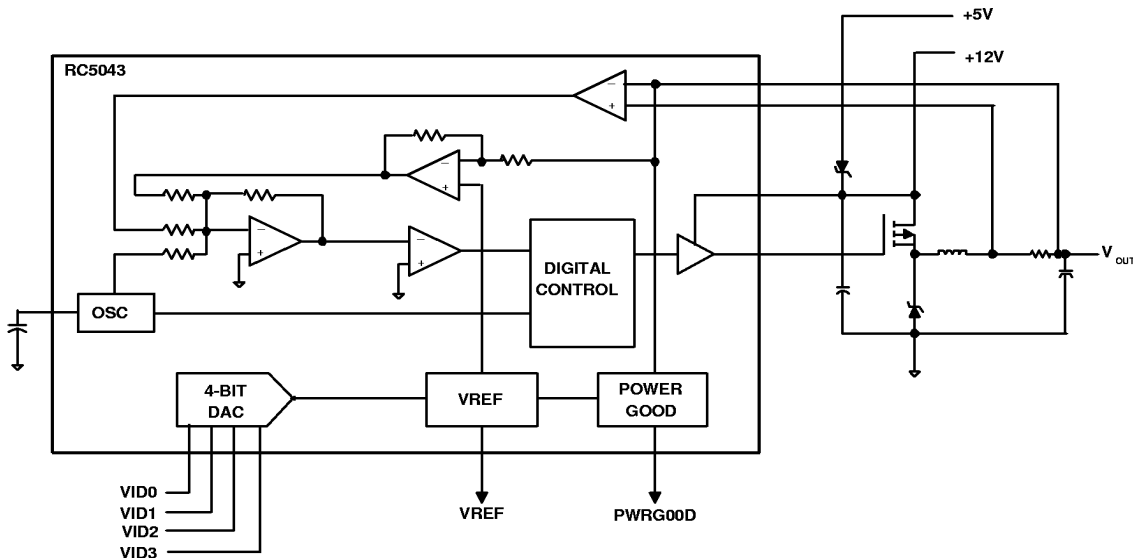 +5V
+12V
RC5043
−
+
−
+
−
+
−
+
DIGITAL
CONTROL
V OUT
OSC
4-BIT
DAC
VREF
POWER
GOOD
VID0
VID1
VID2
VID3
VREF
PWRG00D